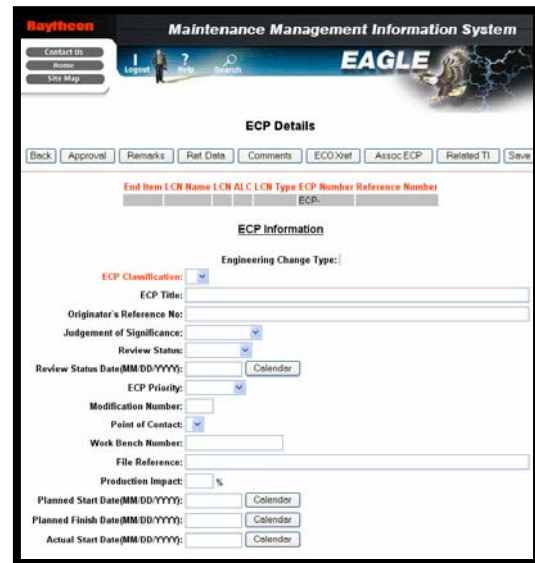 Raytheon
Maintenance Management Information System
Contact Us
Home
Site Map
Logout Help Search
EAGLE
ECP Details
Back Approval Remarks Ref. Data Comments ECO Xref Assoc ECP Related TI Save
End Item LCN Name LCN ALC LCN Type ECP Number Reference Number
ECP-
ECP Information
Engineering Change Type:
ECP Classification:
ECP Title:
Originator's Reference No:
Judgement of Significance:
Review Status:
Review Status Date(MM/DD/YYYY): Calendar
ECP Priority:
Modification Number:
Point of Contact:
Work Bench Number:
File Reference:
Production Impact: %
Planned Start Date(MM/DD/YYYY): Calendar
Planned Finish Date(MM/DD/YYYY): Calendar
Actual Start Date(MM/DD/YYYY): Calendar